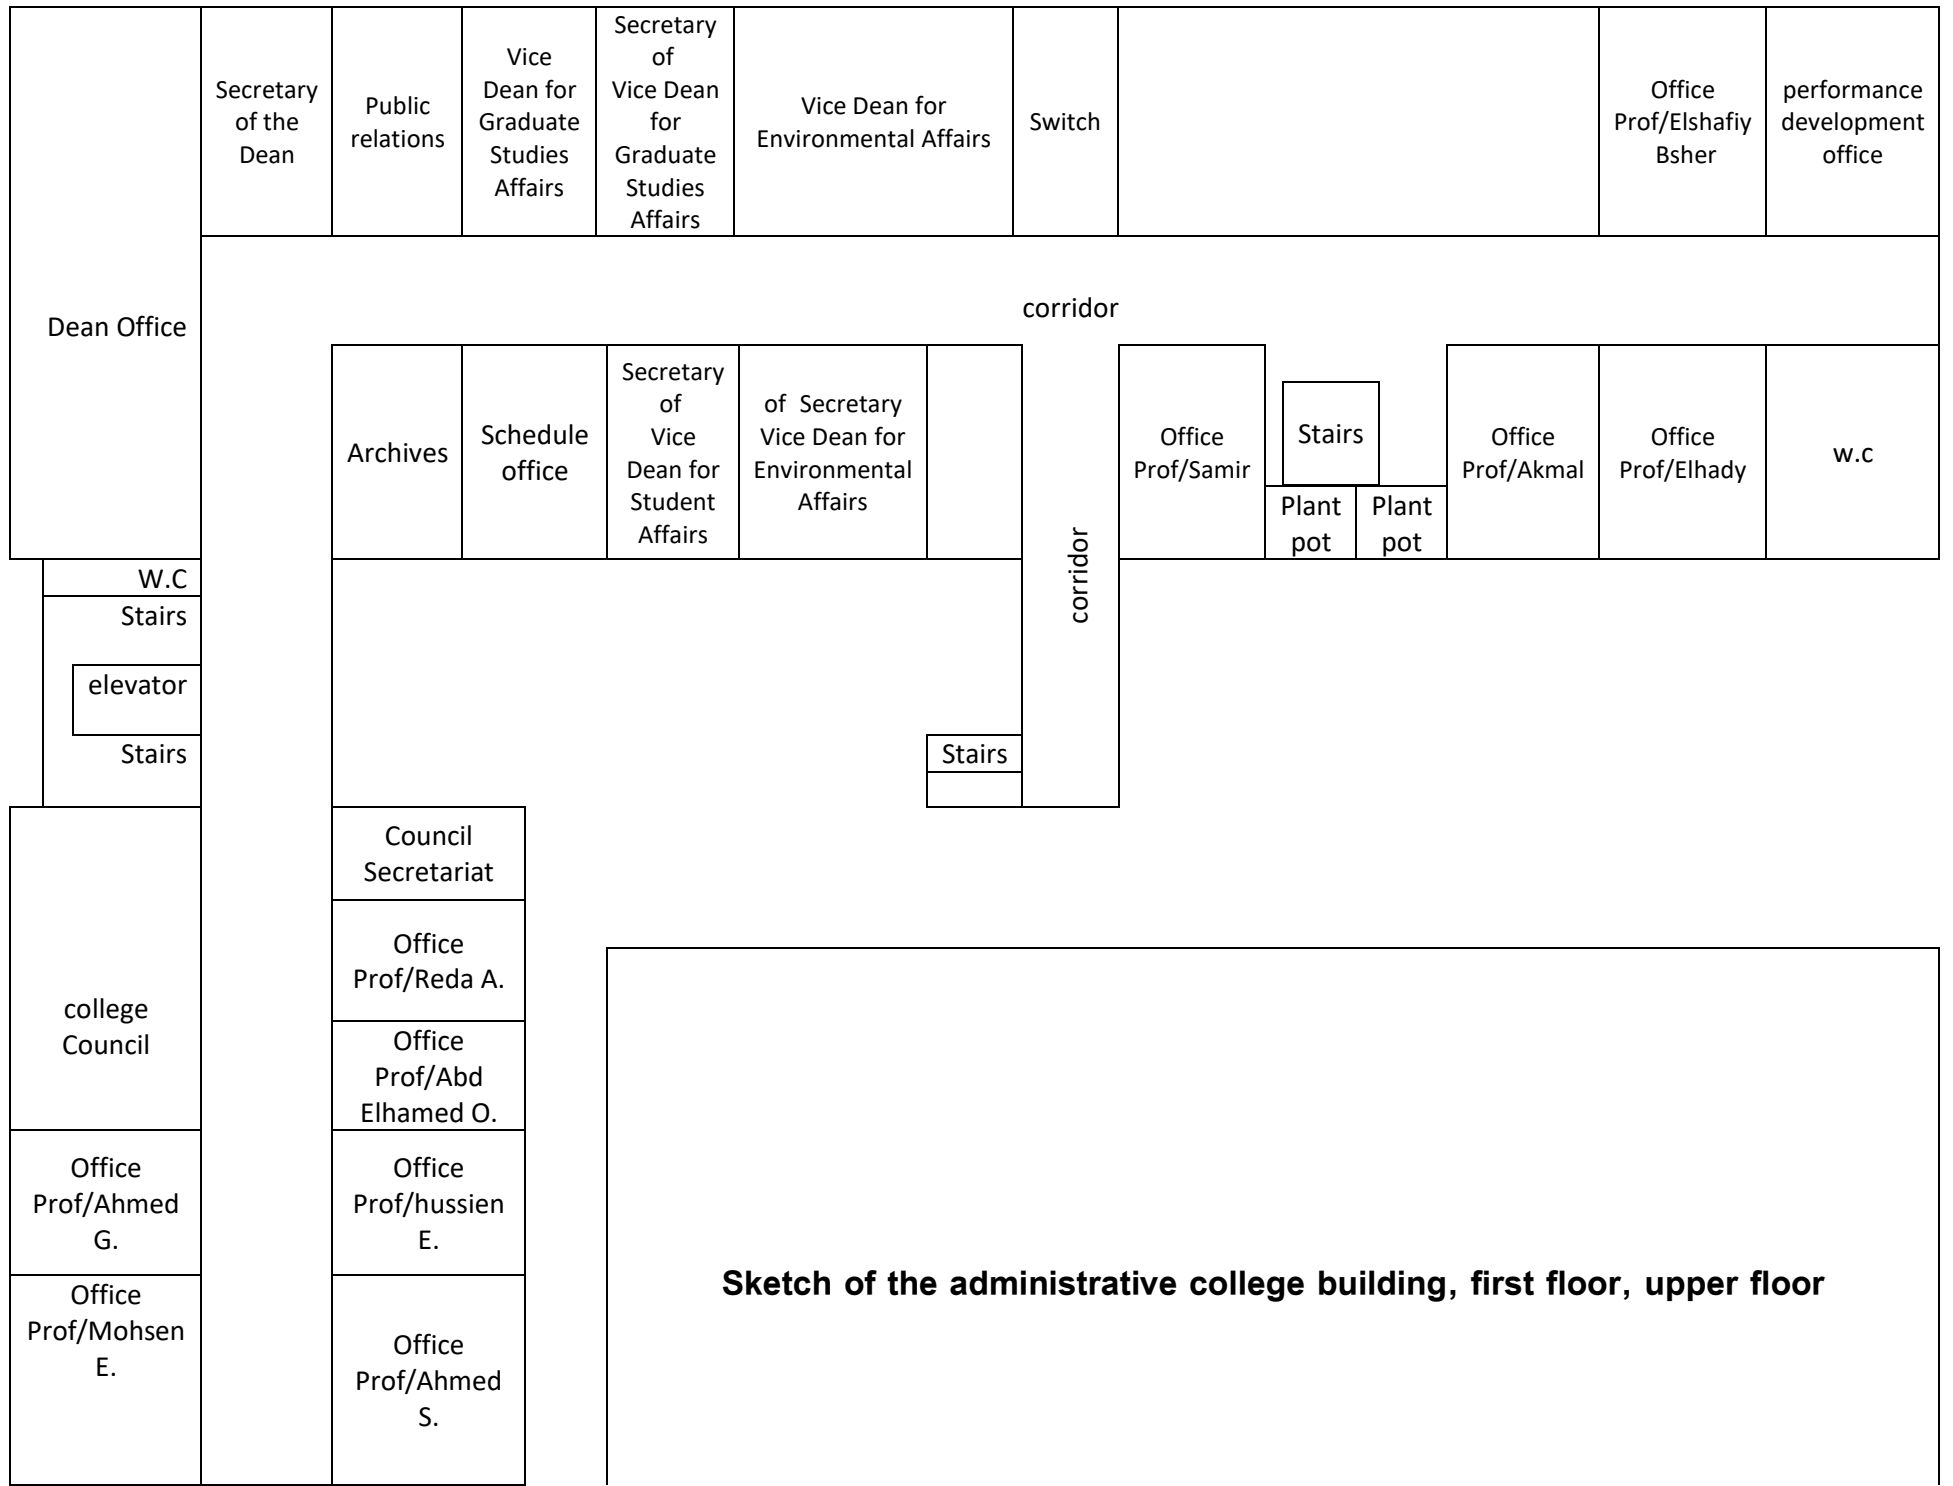 Secretary
of the
Dean
Public
relations
Vice
Dean for
Graduate
Studies
Affairs
Secretary
of
Vice Dean
for
Graduate
Studies
Affairs
Vice Dean for
Environmental Affairs
Switch
Office
Prof/Elshafiy
Bsher
performance
development
office
Dean Office
corridor
Archives
Schedule
office
Secretary
of
Vice
Dean for
Student
Affairs
of Secretary
Vice Dean for
Environmental
Affairs
corridor
Office
Prof/Samir
Stairs
Plant
pot
Plant
pot
Office
Prof/Akmal
Office
Prof/Elhady
w.c
W.C
Stairs
elevator
Stairs
Stairs
Council
Secretariat
Office
Prof/Reda A.
college
Council
Office
Prof/Abd
Elhamed O.
Office
Prof/Ahmed
G.
Office
Prof/hussien
E.
Office
Prof/Mohsen
E.
Office
Prof/Ahmed
S.
Sketch of the administrative college building, first floor, upper floor